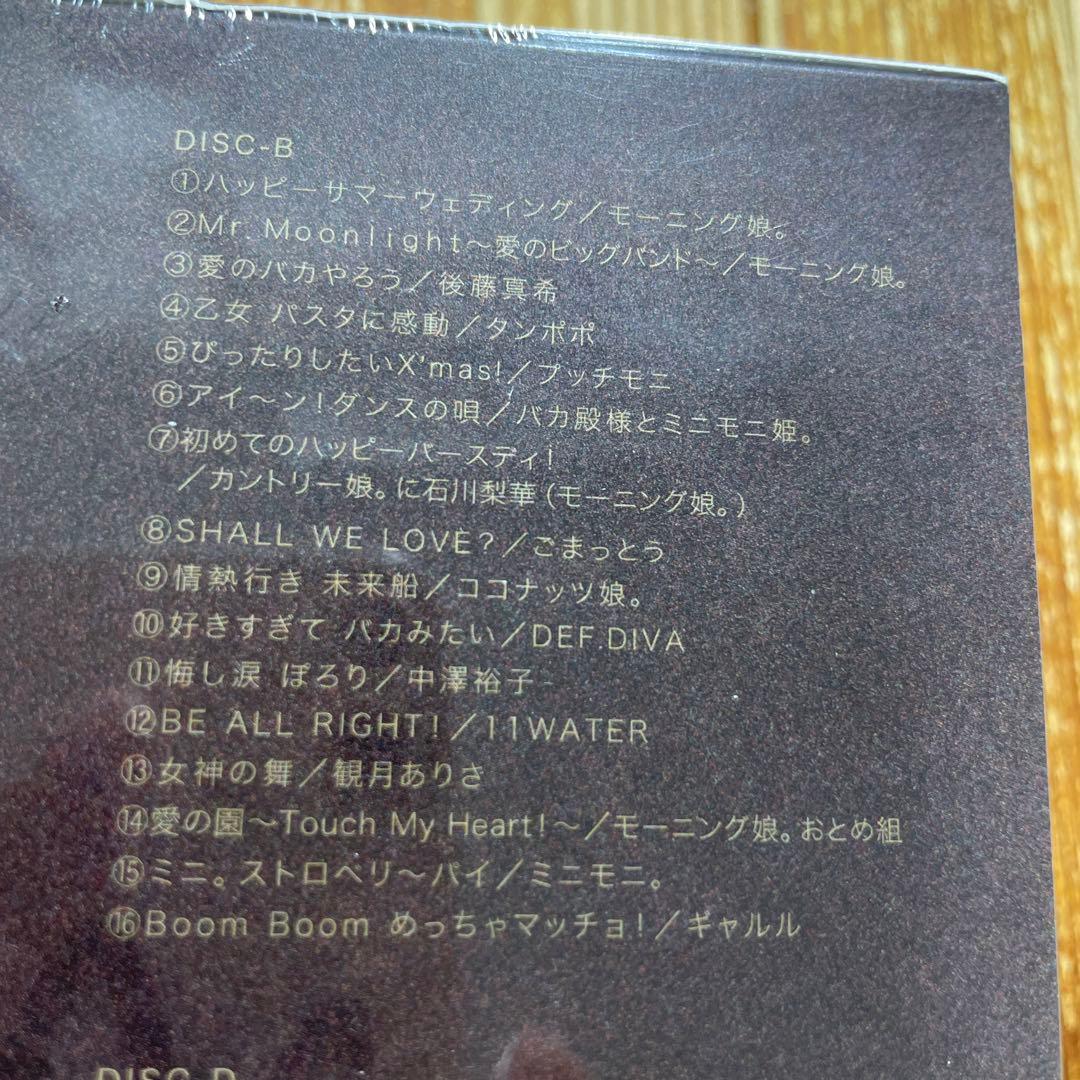 DISC-B
①ハッピーサマーウェディング／モーニング娘。
②Mr. Moonlight～愛のビッグバンド～／モーニング娘。
③愛のバカやろう／後藤真希
④乙女 パスタに感動／タンポポ
⑤ぴったりしたいX'mas!／プッチモニ
⑥アイ～ン！ダンスの唄／バカ殿様とミニモニ姫。
⑦初めてのハッピーバースディ！
／カントリー娘。に石川梨華（モーニング娘。）
⑧SHALL WE LOVE?／ごまっとう
⑨情熱行き 未来船／ココナッツ娘。
⑩好きすぎて バカみたい／DEF.DIVA
⑪悔し涙 ぽろり／中澤裕子
⑫BE ALL RIGHT!／11WATER
⑬女神の舞／観月ありさ
⑭愛の園～Touch My Heart!～／モーニング娘。おとめ組
⑮ミニ。ストロベリ～パイ／ミニモニ。
⑯Boom Boom めっちゃマッチョ！／ギャルル
DISC-D